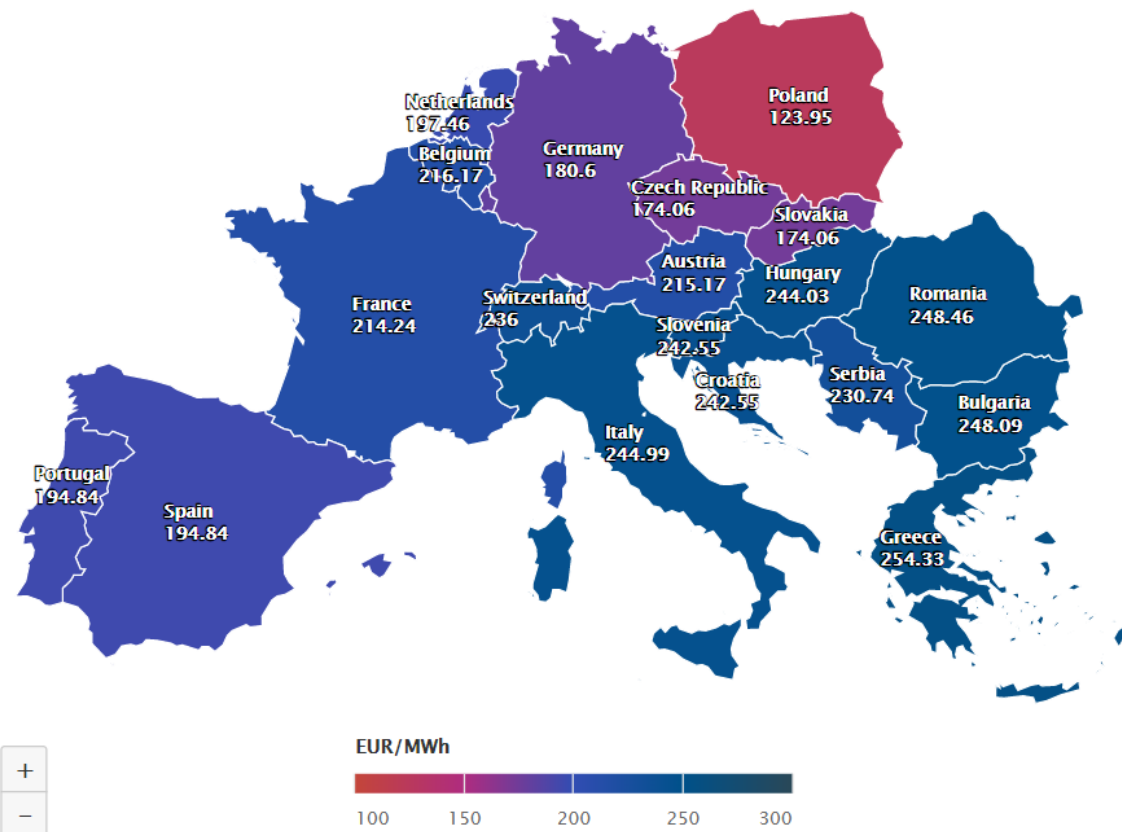 Poland
123.95
Netherlands
197.46
Germany
180.6
Belgium
216.17
Czech Republic
174.06
Slovakia
174.06
Austria
215.17
Hungary
244.03
Switzerland
236
France
214.24
Romania
248.46
Slovenia
242.55
Croatia
242.55
Serbia
230.74
Bulgaria
248.09
Italy
244.99
Portugal
194.84
Spain
194.84
Greece
254.33
EUR/MWh
+
−
100 150 200 250 300